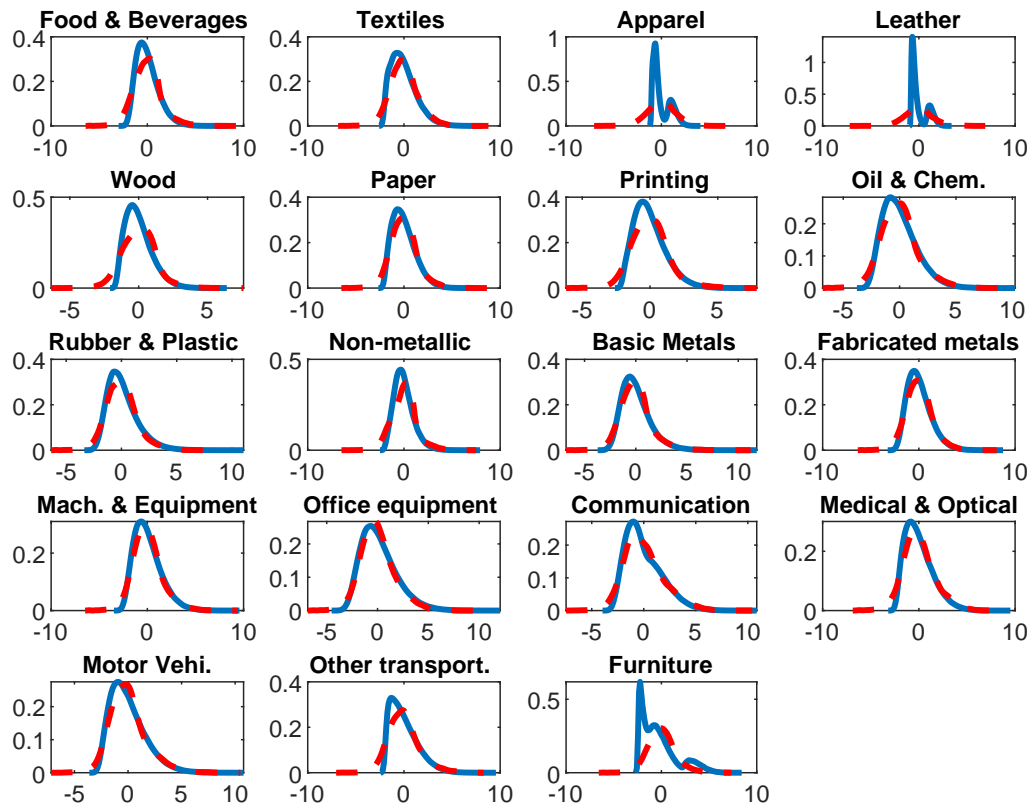 Food & Beverages Textiles Apparel Leather
0.4 0.4 1 1
0.2 0.2 0.5 0.5
0 0 0 0
-10 0 10 -10 0 10 -10 0 10 -10 0 10
Wood Paper Printing Oil & Chem.
0.5 0.4 0.4 0.2
0.2 0.2 0.1
0 0 0 0
-5 0 5 -10 0 10 -5 0 5 -5 0 5 10
Rubber & Plastic Non-metallic Basic Metals Fabricated metals
0.4 0.5 0.4 0.4
0.2 0.2 0.2
0 0 0 0
-5 0 5 10 -10 0 10 -5 0 5 10 -10 0 10
Mach. & Equipment Office equipment Communication Medical & Optical
0.2 0.2 0.2 0.2
0.1 0.1
0 0 0 0
-10 0 10 -5 0 5 10 -5 0 5 10 -10 0 10
Motor Vehi. Other transport. Furniture
0.2 0.4 0.5
0.1 0.2
0 0 0
-5 0 5 10 -10 0 10 -10 0 10